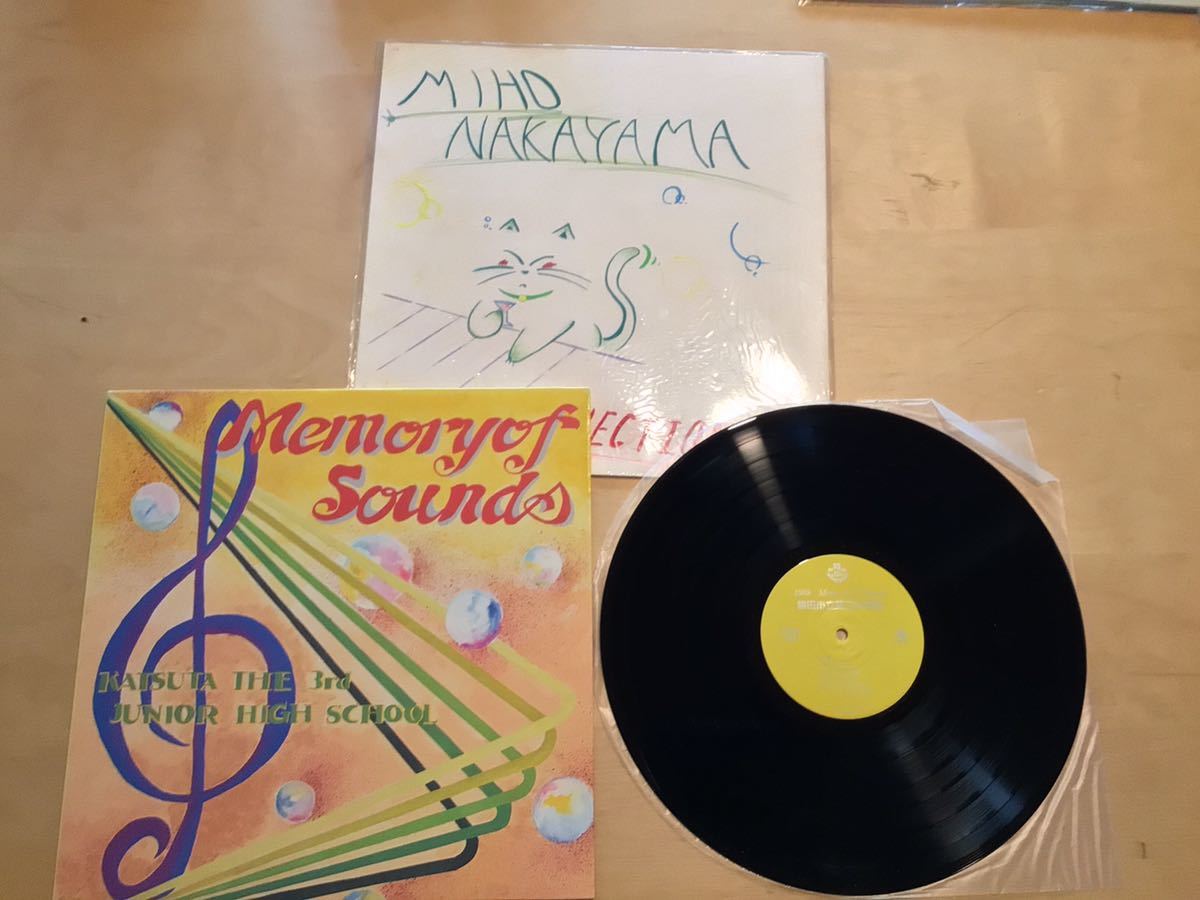 MIHO
NAKAYAMA
Memory of
Sounds
KATSUTA THE 3rd
JUNIOR HIGH SCHOOL